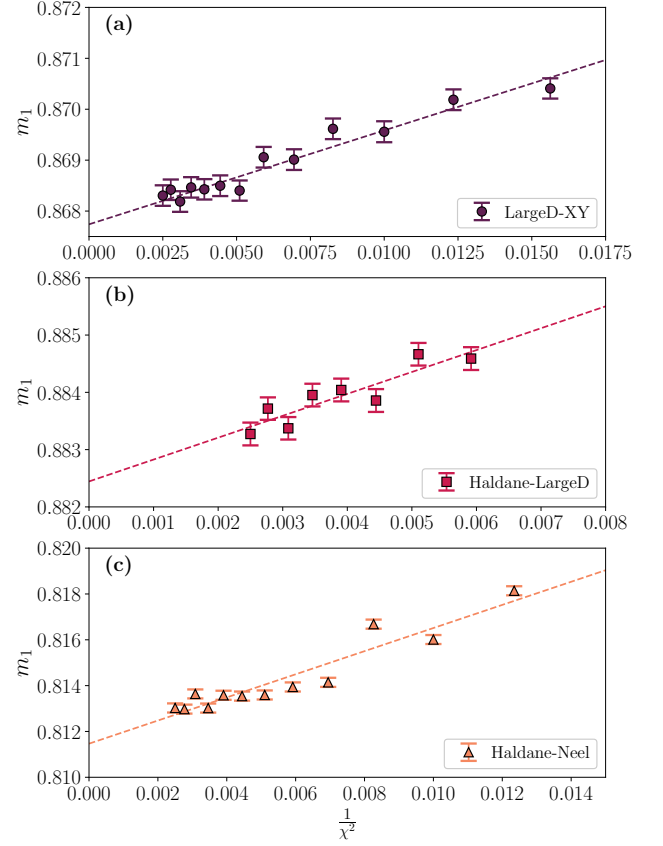 (a)
0.872
0.871
0.870
0.869
0.868
m₁
LargeD-XY
0.0000 0.0025 0.0050 0.0075 0.0100 0.0125 0.0150 0.0175
(b)
0.886
0.885
0.884
0.883
0.882
m₁
Haldane-LargeD
0.000 0.001 0.002 0.003 0.004 0.005 0.006 0.007 0.008
(c)
0.820
0.818
0.816
0.814
0.812
0.810
m₁
Haldane-Neel
0.000 0.002 0.004 0.006 0.008 0.010 0.012 0.014
1/χ²